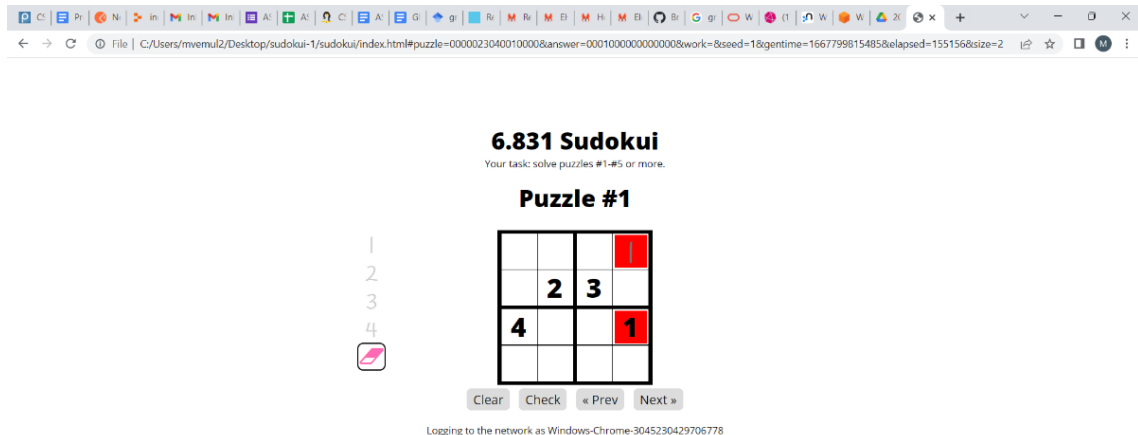 File | C:/Users/mvemul2/Desktop/sudokui-1/sudokui/index.html#puzzle=0000023040010000&answer=0001000000000000&work=&seed=1&gentime=1667799815485&elapsed=155156&size=2
6.831 Sudokui
Your task: solve puzzles #1-#5 or more.
Puzzle #1
1
1
2
2 3
3
4 1
4
Clear Check « Prev Next »
Logging to the network as Windows-Chrome-3045230429706778